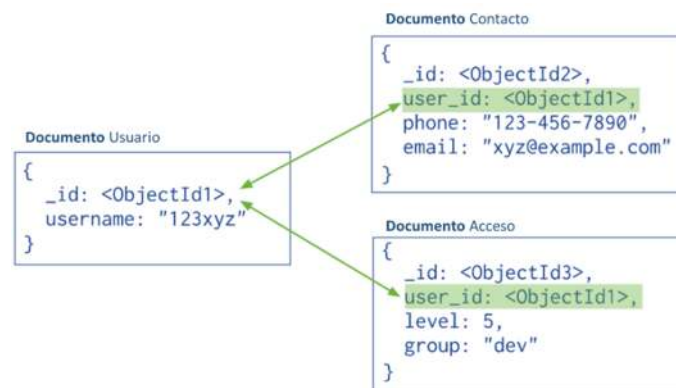 Documento Contacto
{
_id: <ObjectId2>,
user_id: <ObjectId1>,
phone: "123-456-7890",
email: "xyz@example.com"
}
Documento Usuario
{
_id: <ObjectId1>,
username: "123xyz"
}
Documento Acceso
{
_id: <ObjectId3>,
user_id: <ObjectId1>,
level: 5,
group: "dev"
}